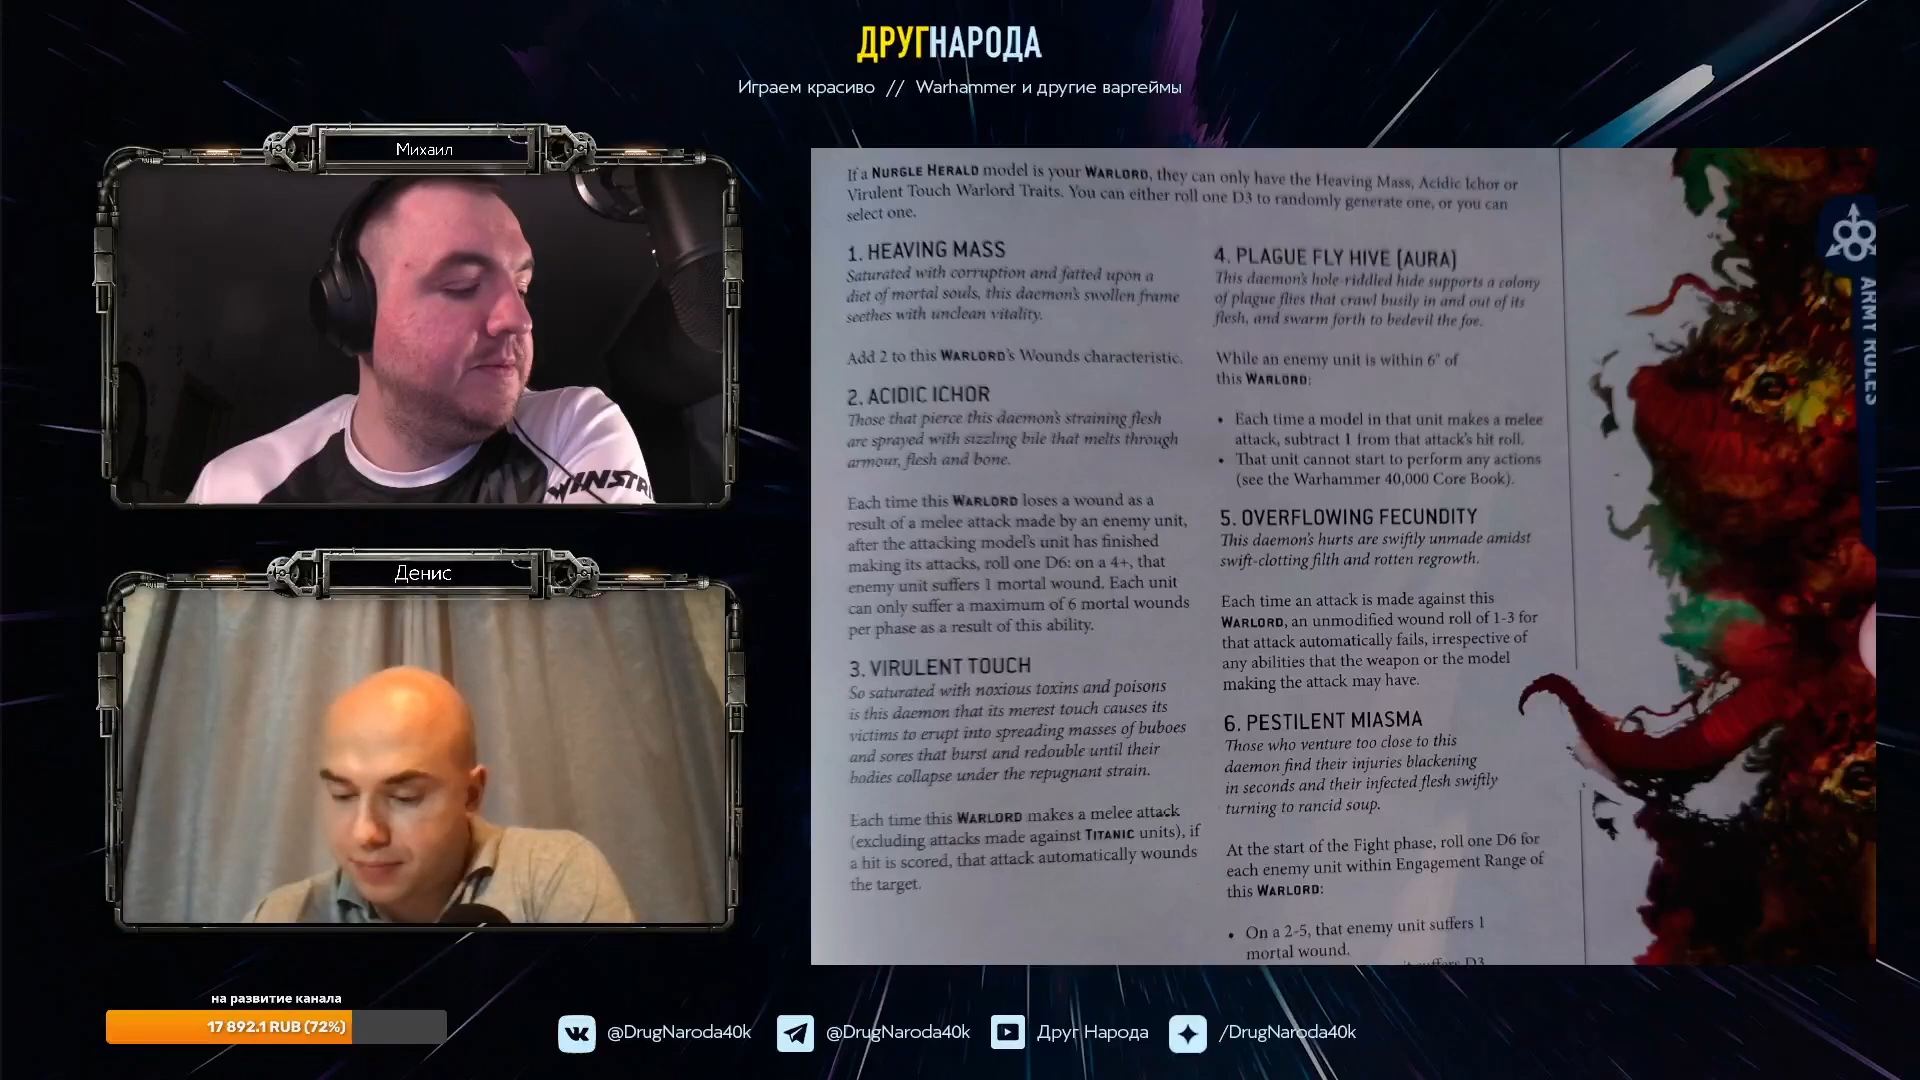 ДРУГНАРОДА
Играем красиво // Warhammer и другие варгеймы
Михаил
WINSTR
Денис
If a NURGLE HERALD model is your WARLORD, they can only have the Heaving Mass, Acidic Ichor or
Virulent Touch Warlord Traits. You can either roll one D3 to randomly generate one, or you can
select one.
1. HEAVING MASS
Saturated with corruption and fatted upon a
diet of mortal souls, this daemon's swollen frame
seethes with unclean vitality.
Add 2 to this WARLORD's Wounds characteristic.
2. ACIDIC ICHOR
Those that pierce this daemon's straining flesh
are sprayed with sizzling bile that melts through
armour, flesh and bone.
Each time this WARLORD loses a wound as a
result of a melee attack made by an enemy unit,
after the attacking model's unit has finished
making its attacks, roll one D6: on a 4+, that
enemy unit suffers 1 mortal wound. Each unit
can only suffer a maximum of 6 mortal wounds
per phase as a result of this ability.
3. VIRULENT TOUCH
So saturated with noxious toxins and poisons
is this daemon that its merest touch causes its
victims to erupt into spreading masses of buboes
and sores that burst and redouble until their
bodies collapse under the repugnant strain.
Each time this WARLORD makes a melee attack
(excluding attacks made against TITANIC units), if
a hit is scored, that attack automatically wounds
the target.
4. PLAGUE FLY HIVE (AURA)
This daemon's hole-riddled hide supports a colony
of plague flies that crawl busily in and out of its
flesh, and swarm forth to bedevil the foe.
While an enemy unit is within 6" of
this WARLORD:
• Each time a model in that unit makes a melee
attack, subtract 1 from that attack's hit roll.
• That unit cannot start to perform any actions
(see the Warhammer 40,000 Core Book).
5. OVERFLOWING FECUNDITY
This daemon's hurts are swiftly unmade amidst
swift-clotting filth and rotten regrowth.
Each time an attack is made against this
WARLORD, an unmodified wound roll of 1-3 for
that attack automatically fails, irrespective of
any abilities that the weapon or the model
making the attack may have.
6. PESTILENT MIASMA
Those who venture too close to this
daemon find their injuries blackening
in seconds and their infected flesh swiftly
turning to rancid soup.
At the start of the Fight phase, roll one D6 for
each enemy unit within Engagement Range of
this WARLORD:
• On a 2-5, that enemy unit suffers 1
mortal wound.
suffers D3
ARMY RULES
на развитие канала
17 892.1 RUB (72%)
@DrugNaroda40k
@DrugNaroda40k
Друг Народа
/DrugNaroda40k